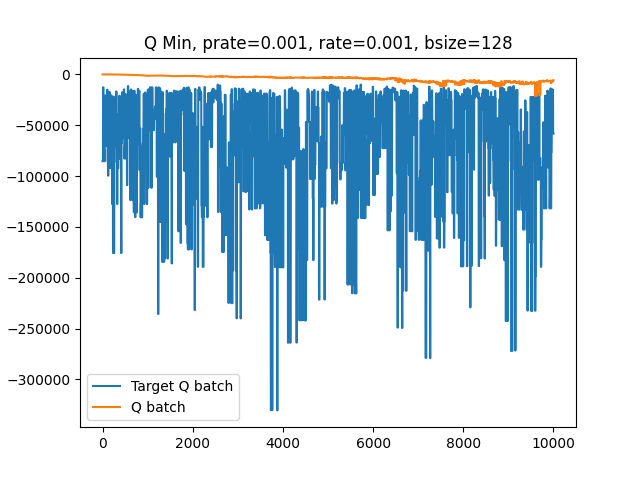 Q Min, prate=0.001, rate=0.001, bsize=128
0
−50000
−100000
−150000
−200000
−250000
−300000
Target Q batch
Q batch
0 2000 4000 6000 8000 10000